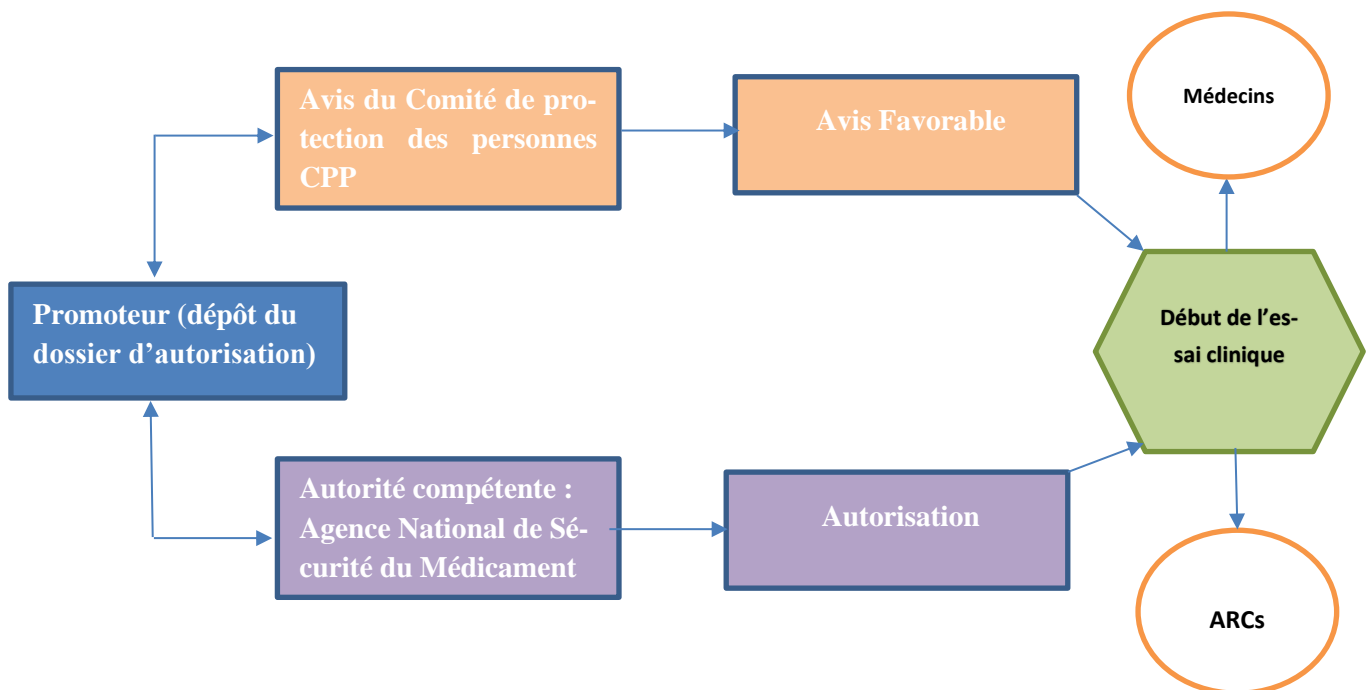 Avis du Comité de pro-
tection des personnes
CPP
Avis Favorable
Médecins
Promoteur (dépôt du
dossier d'autorisation)
Début de l'es-
sai clinique
Autorité compétente :
Agence National de Sé-
curité du Médicament
Autorisation
ARCs